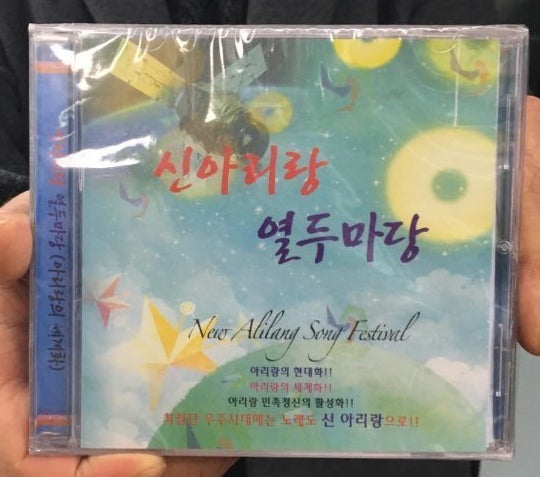 신아리랑
열두마당
New Alilang Song Festival
아리랑의 현대화!!
아리랑의 세계화!!
아리랑 민족정신의 활성화!!
최첨단 우주시대에는 노래도 신 아리랑으로!!
열두마당 (아리랑의 세계화)